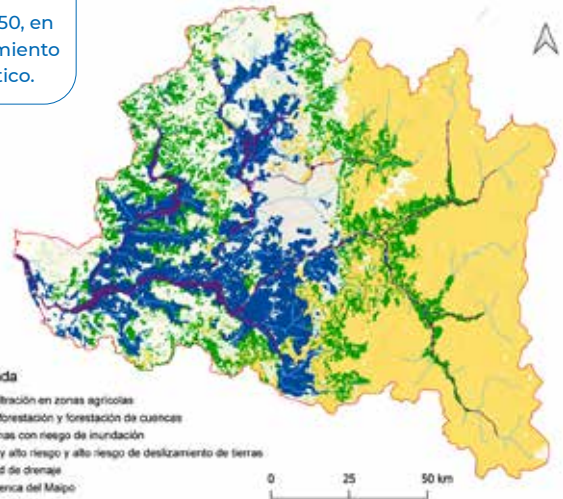 50, en
miento
tico.
da
ltración en zonas agrícolas
forestación y forestación de cuencas
nas con riesgo de inundación
y alto riesgo y alto riesgo de deslizamiento de tierras
d de drenaje
enca del Maipo
0 25 50 km